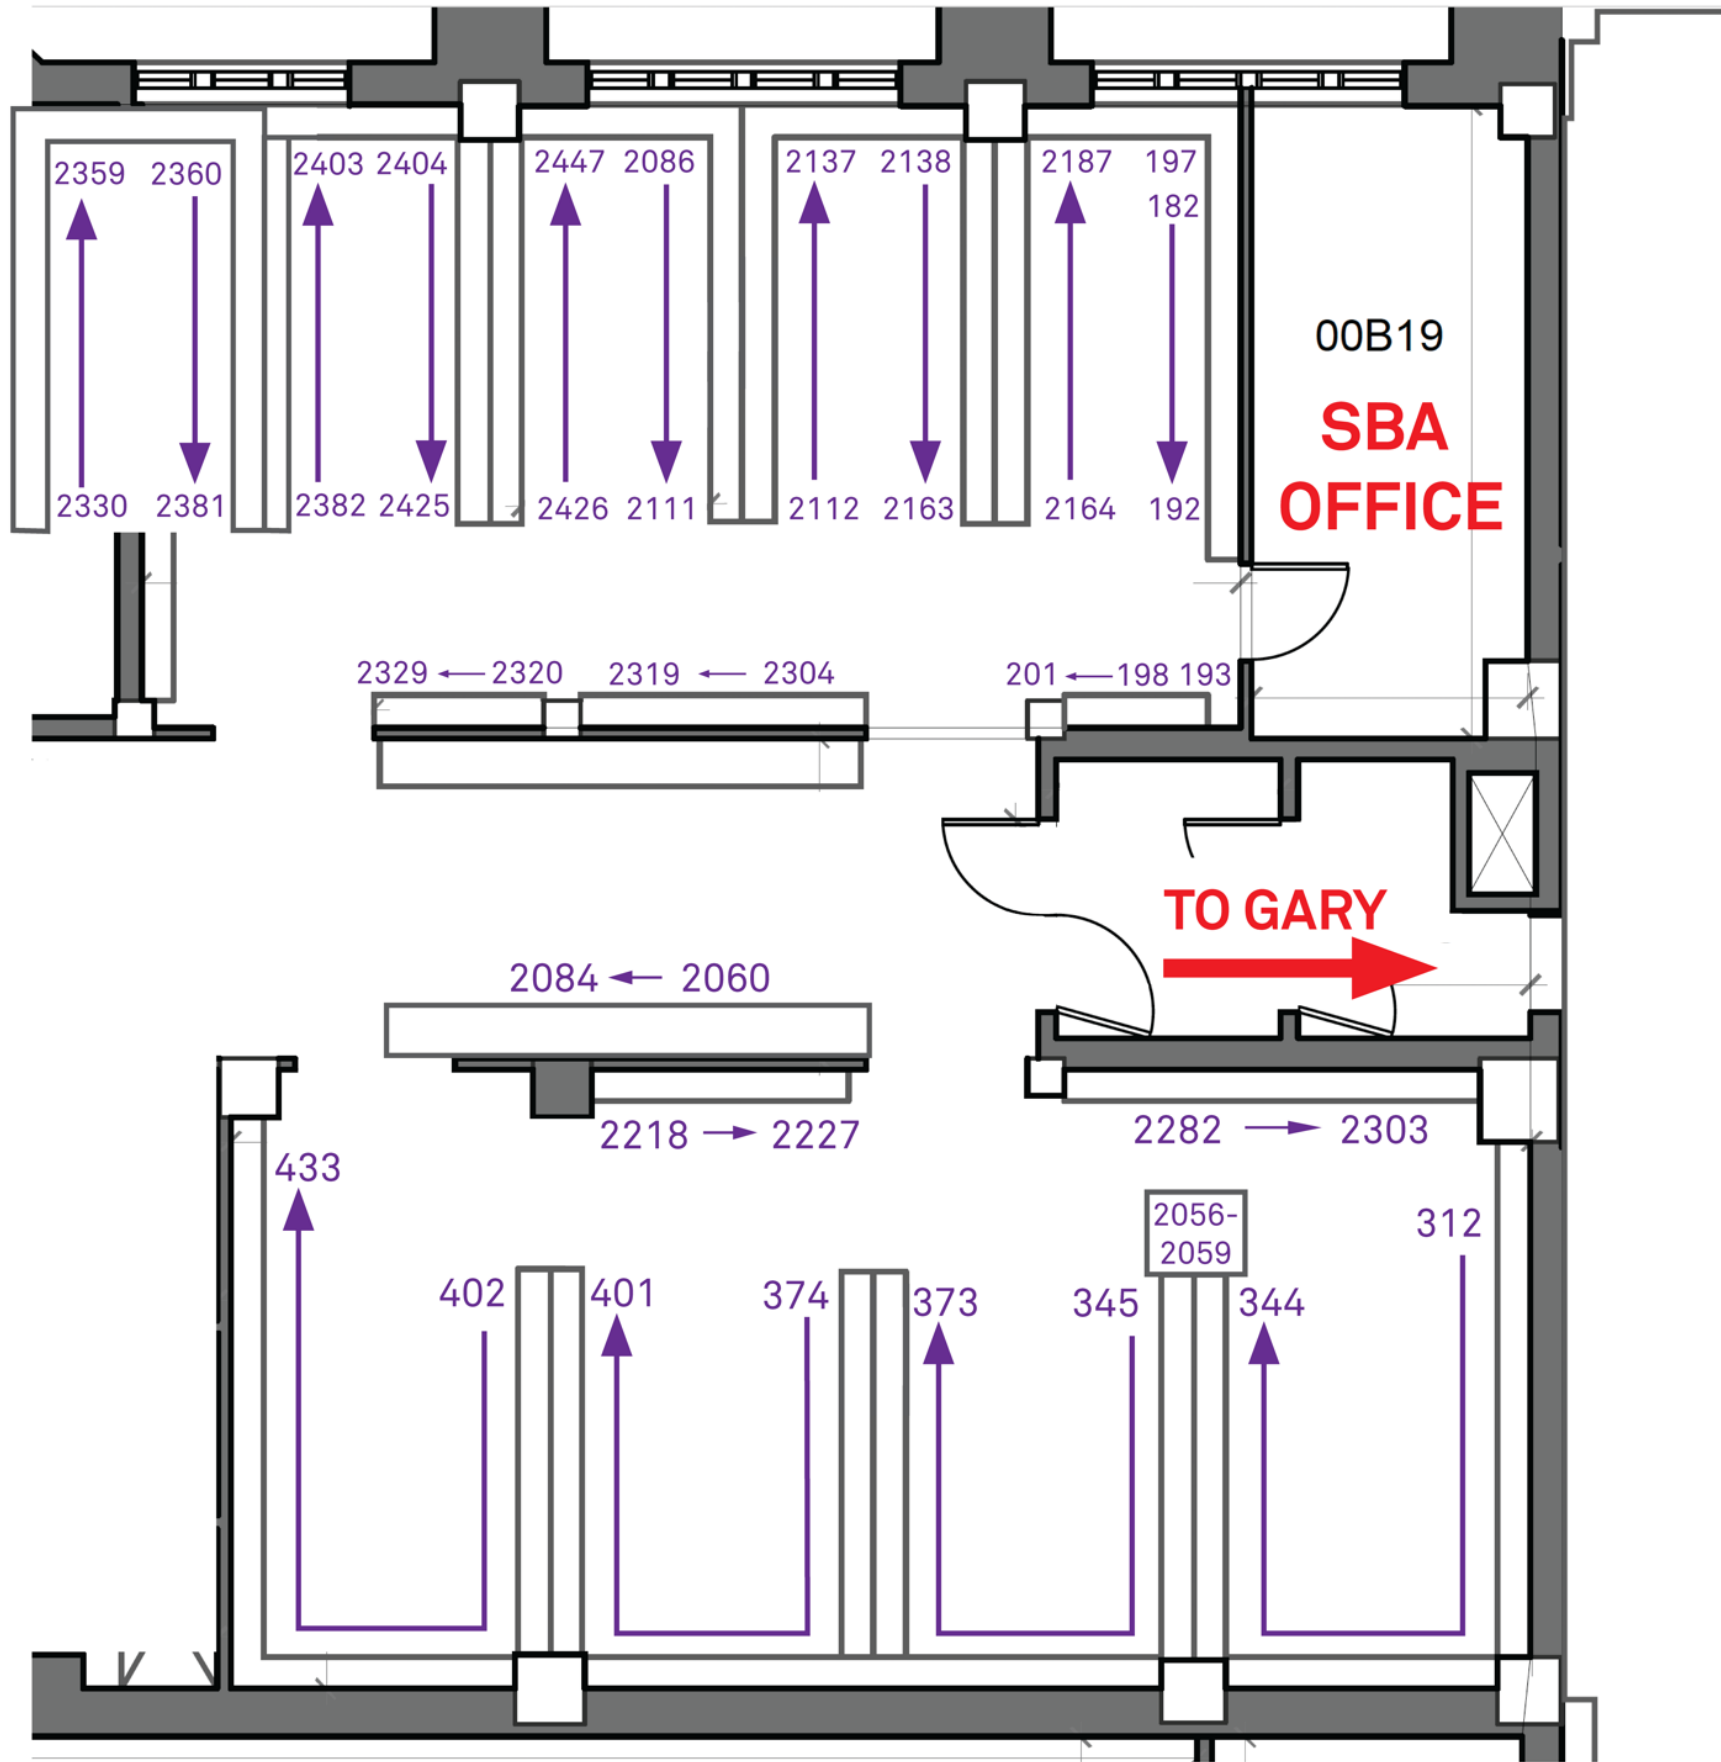 2359 2360 2403 2404 2447 2086 2137 2138 2187 197
182
00B19
SBA
OFFICE
2330 2381 2382 2425 2426 2111 2112 2163 2164 192
2329 ← 2320 2319 ← 2304 201 ← 198 193
TO GARY
2084 ← 2060
2218 → 2227 2282 → 2303
433
2056-
2059
312
402 401 374 373 345 344